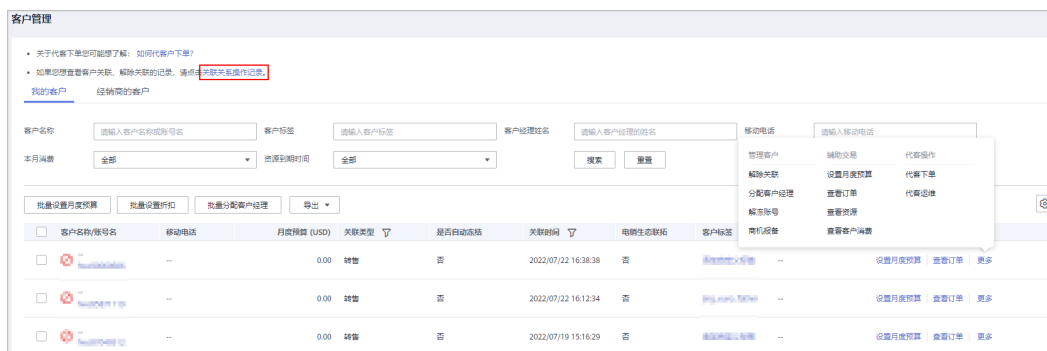 客户管理
• 关于代客下单您可能想了解： 如何代客户下单?
• 如果您想查看客户关联、解除关联的记录，请点击关联关系操作记录。
我的客户 经销商的客户
客户名称 请输入客户名称或账号名 客户标签 请输入客户标签 客户经理姓名 请输入客户经理的姓名 移动电话 请输入移动电话
本月消费 全部 资源到期时间 全部 搜索 重置
管理客户 辅助交易 代客操作
解除关联 设置月度预算 代客下单
分配客户经理 查看订单 代客运维
解冻账号 查看资源
商机报备 查看客户消费
批量设置月度预算 批量设置折扣 批量分配客户经理 导出
客户名称/账号名 移动电话 月度预算 (USD) 关联类型 是否自动冻结 关联时间 电销生态联拓 客户标签
-- -- 0.00 转售 否 2022/07/22 16:38:38 否 -- 设置月度预算 查看订单 更多
-- -- 0.00 转售 否 2022/07/22 16:12:34 否 -- 设置月度预算 查看订单 更多
-- -- 0.00 转售 否 2022/07/19 15:16:29 否 -- 设置月度预算 查看订单 更多